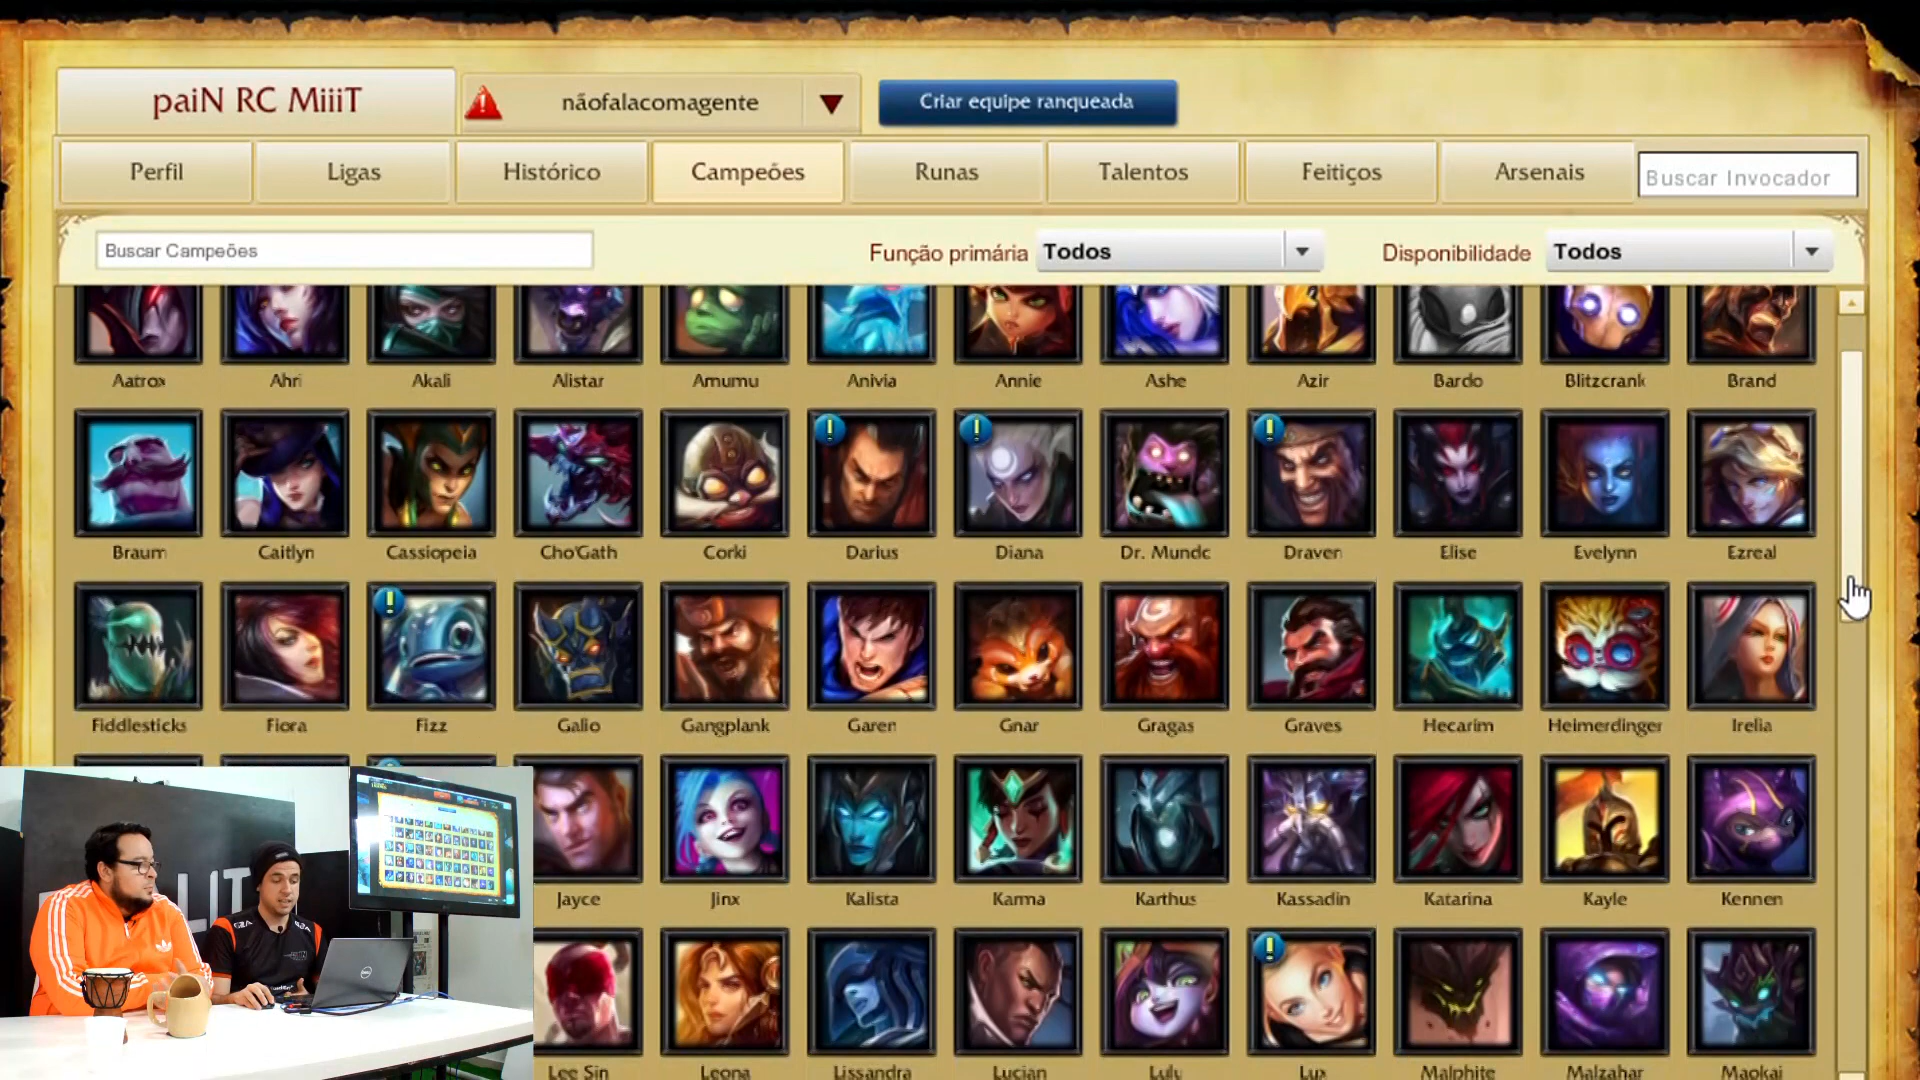 paiN RC MiiiT
nãofalacomagente
Criar equipe ranqueada
Perfil
Ligas
Histórico
Campeões
Runas
Talentos
Feitiços
Arsenais
Buscar Invocador
Buscar Campeões
Função primária
Todos
Disponibilidade
Todos
Aatrox
Ahri
Akali
Alistar
Amumu
Anivia
Annie
Ashe
Azir
Bardo
Blitzcrank
Brand
Braum
Caitlyn
Cassiopeia
Cho'Gath
Corki
Darius
Diana
Dr. Mundo
Draven
Elise
Evelynn
Ezreal
Fiddlesticks
Fiora
Fizz
Galio
Gangplank
Garen
Gnar
Gragas
Graves
Hecarim
Heimerdinger
Irelia
Jayce
Jinx
Kalista
Karma
Karthus
Kassadin
Katarina
Kayle
Kennen
Lee Sin
Leona
Lissandra
Lucian
Lulu
Lux
Malphite
Malzahar
Maokai